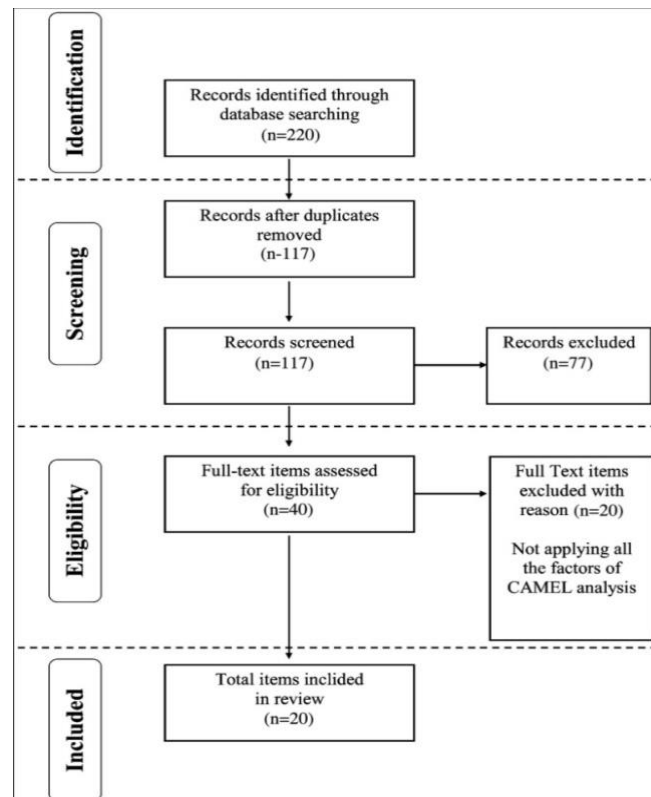 Identification
Records identified through
database searching
(n=220)
Screening
Records after duplicates
removed
(n-117)
Records screened
(n=117)
Records excluded
(n=77)
Eligibility
Full-text items assessed
for eligibility
(n=40)
Full Text items
excluded with
reason (n=20)
Not applying all
the factors of
CAMEL analysis
Included
Total items inclided
in review
(n=20)